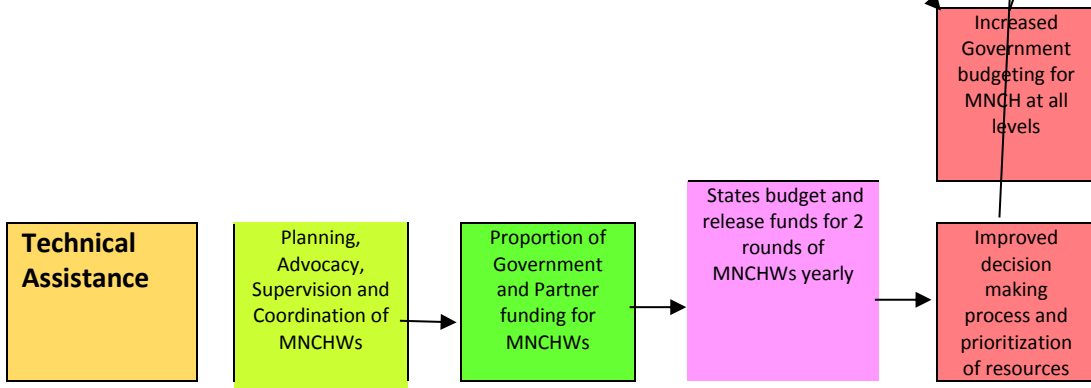 Increased
Government
budgeting for
MNCH at all
levels
Technical
Assistance
Planning,
Advocacy,
Supervision and
Coordination of
MNCHWs
Proportion of
Government
and Partner
funding for
MNCHWs
States budget and
release funds for 2
rounds of
MNCHWs yearly
Improved
decision
making
process and
prioritization
of resources